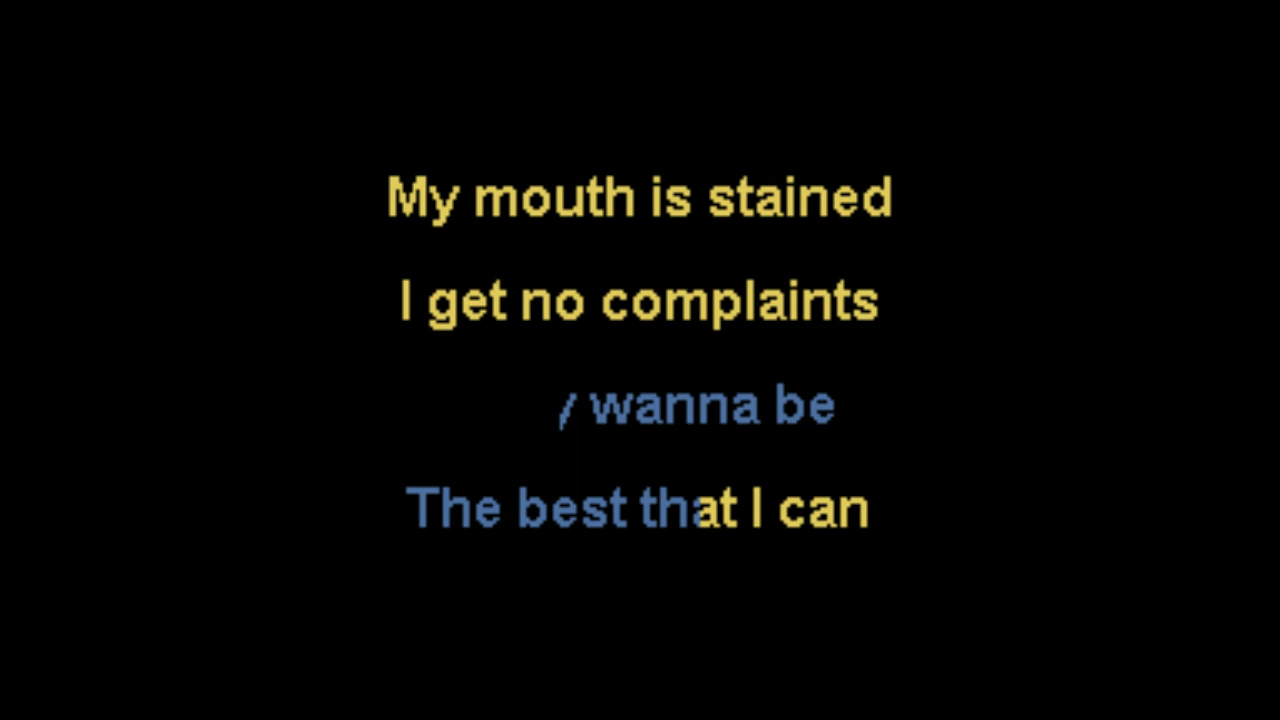 My mouth is stained
I get no complaints
wanna be
The best that I can